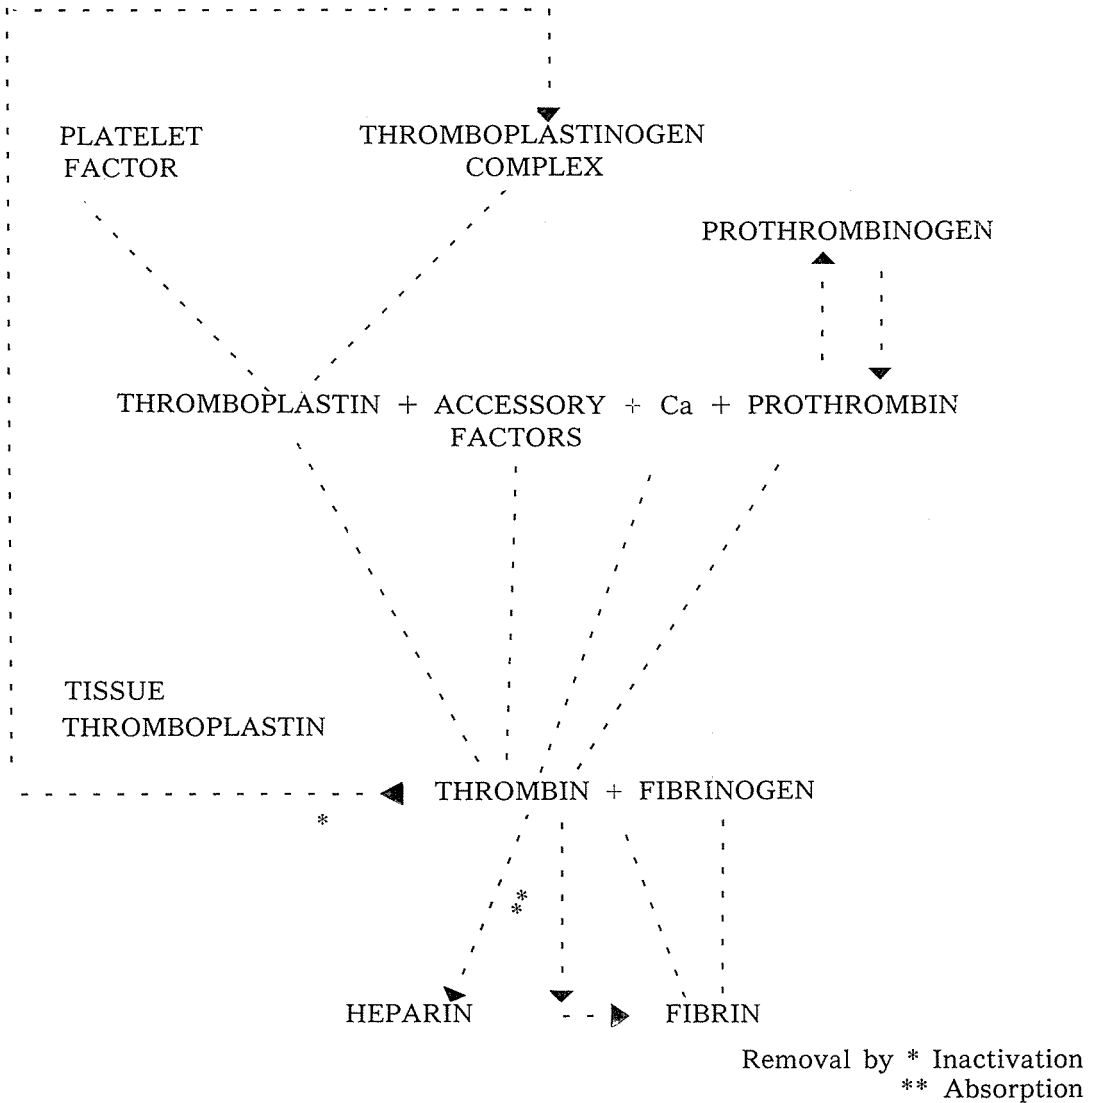 PLATELET
FACTOR
THROMBOPLASTINOGEN
COMPLEX
PROTHROMBINOGEN
THROMBOPLASTIN + ACCESSORY + Ca + PROTHROMBIN
FACTORS
TISSUE
THROMBOPLASTIN
THROMBIN + FIBRINOGEN
*
**
HEPARIN
FIBRIN
Removal by * Inactivation
** Absorption